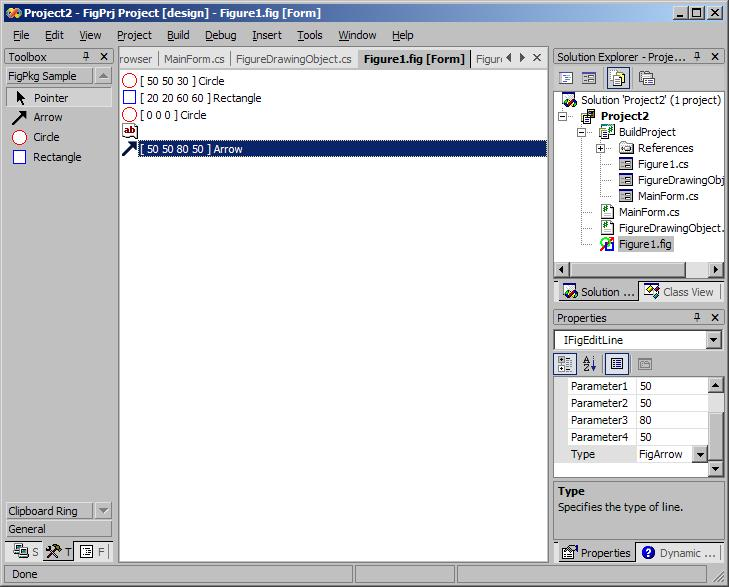 Project2 - FigPrj Project [design] - Figure1.fig [Form]
File Edit View Project Build Debug Insert Tools Window Help
Toolbox
FigPkg Sample
Pointer
Arrow
Circle
Rectangle
Clipboard Ring
General
S T F
rowser MainForm.cs FigureDrawingObject.cs Figure1.fig [Form] Figure
[ 50 50 30 ] Circle
[ 20 20 60 60 ] Rectangle
[ 0 0 0 ] Circle
ab
[ 50 50 80 50 ] Arrow
Solution Explorer - Proje...
Solution 'Project2' (1 project)
Project2
BuildProject
References
Figure1.cs
FigureDrawingObj
MainForm.cs
MainForm.cs
FigureDrawingObject.
Figure1.fig
Solution ... Class View
Properties
IFigEditLine
Parameter1 50
Parameter2 50
Parameter3 80
Parameter4 50
Type FigArrow
Type
Specifies the type of line.
Properties Dynamic ...
Done